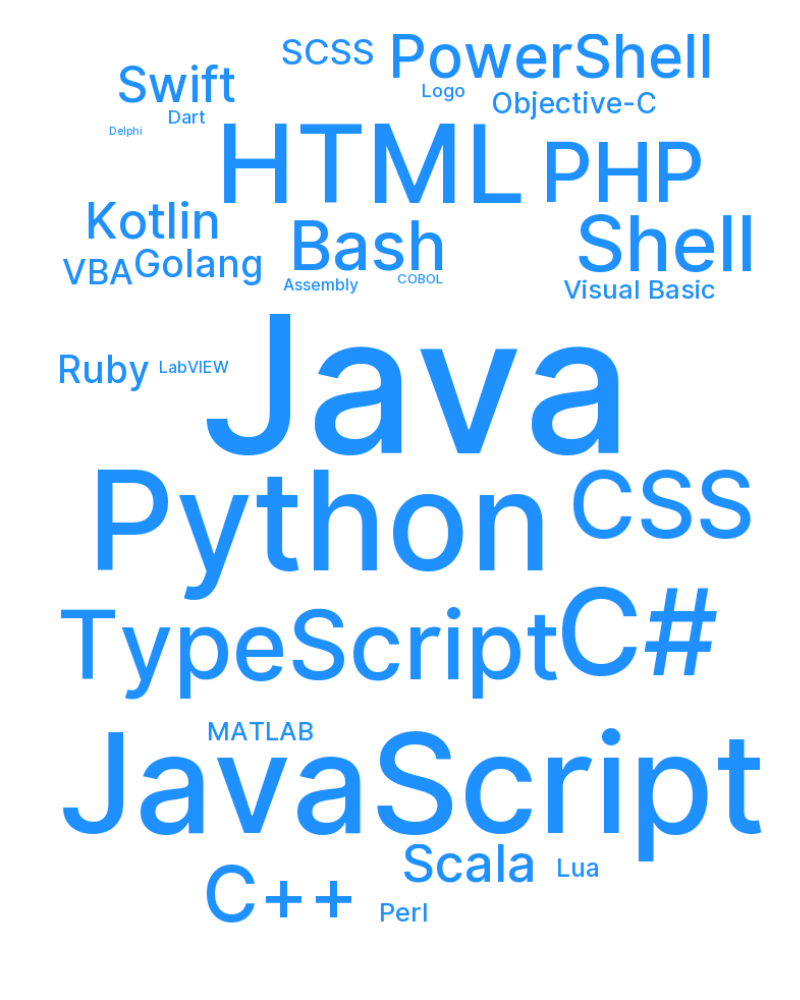 SCSS
PowerShell
Swift
Logo
Objective-C
Dart
Delphi
HTML
PHP
Kotlin
Bash
Shell
VBA
Golang
Assembly
COBOL
Visual Basic
Java
Ruby
LabVIEW
Python
CSS
TypeScript
C#
MATLAB
JavaScript
Scala
Lua
C++
Perl